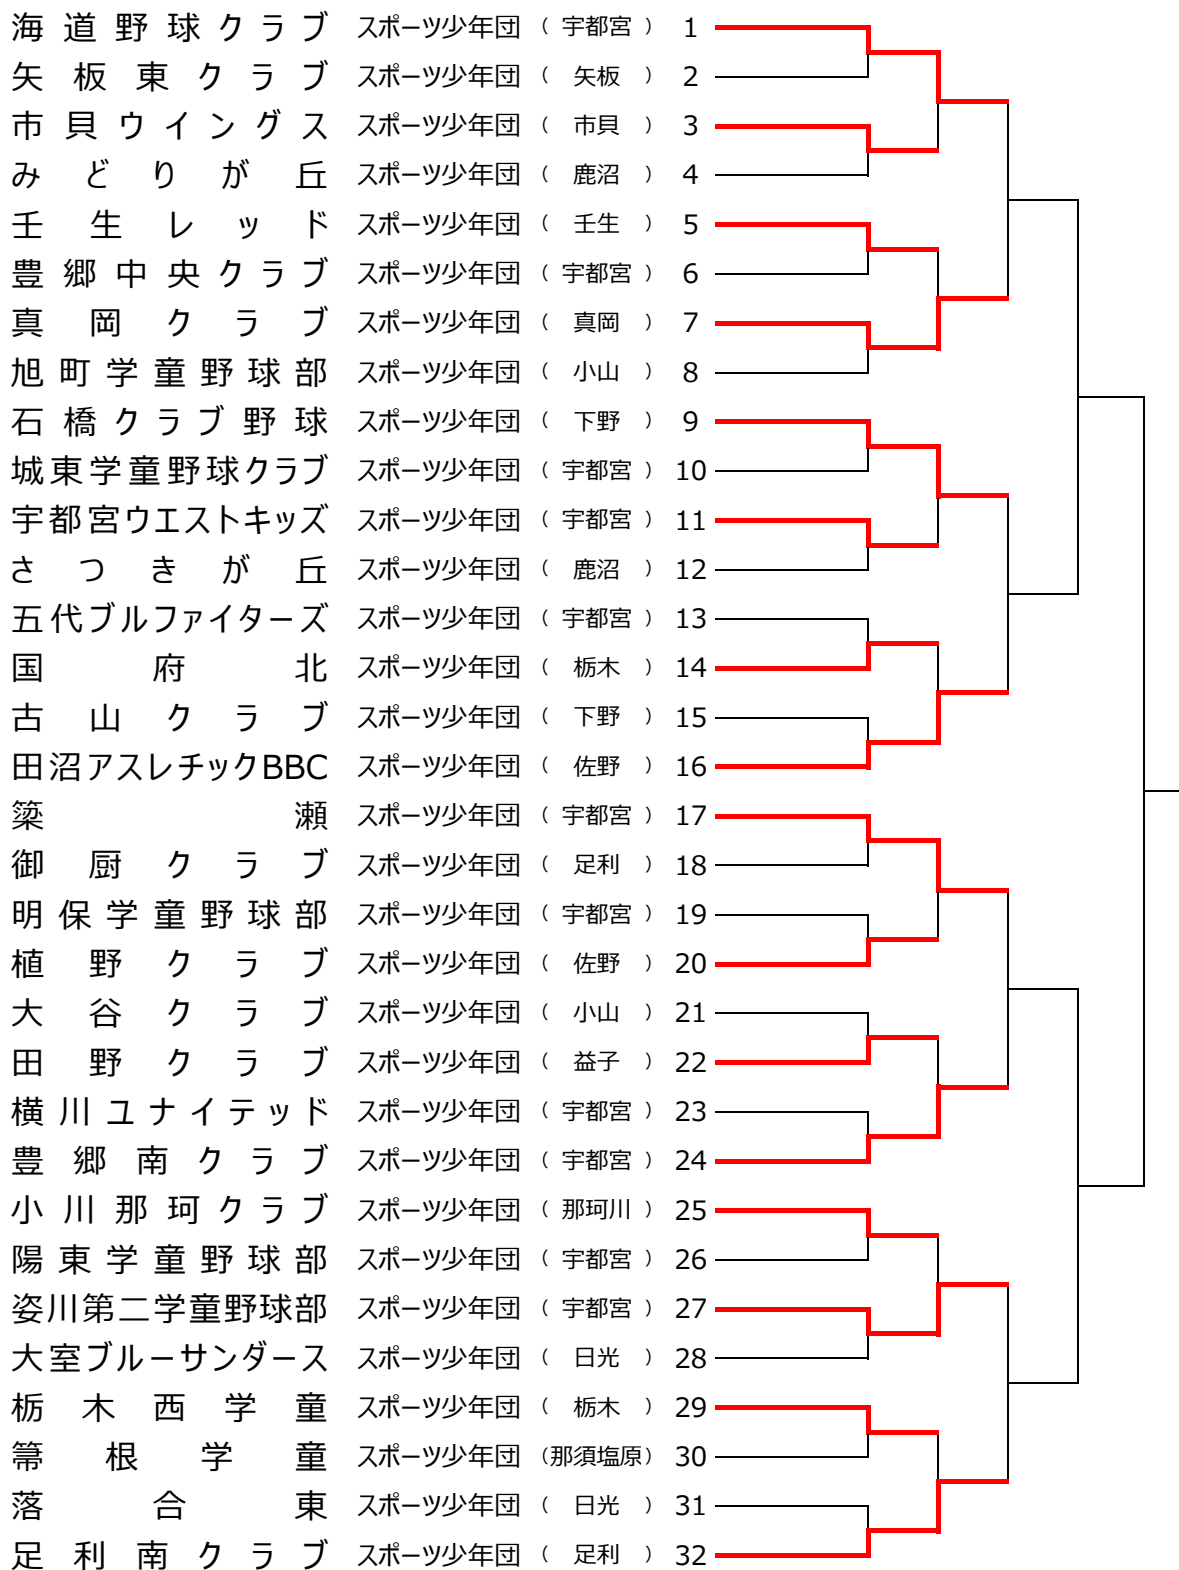 海道野球クラブ スポーツ少年団 （ 宇都宮 ） 1
矢板東クラブ スポーツ少年団 （ 矢板 ） 2
市貝ウイングス スポーツ少年団 （ 市貝 ） 3
みどりが丘 スポーツ少年団 （ 鹿沼 ） 4
壬生レッド スポーツ少年団 （ 壬生 ） 5
豊郷中央クラブ スポーツ少年団 （ 宇都宮 ） 6
真岡クラブ スポーツ少年団 （ 真岡 ） 7
旭町学童野球部 スポーツ少年団 （ 小山 ） 8
石橋クラブ野球 スポーツ少年団 （ 下野 ） 9
城東学童野球クラブ スポーツ少年団 （ 宇都宮 ） 10
宇都宮ウエストキッズ スポーツ少年団 （ 宇都宮 ） 11
さつきが丘 スポーツ少年団 （ 鹿沼 ） 12
五代ブルファイターズ スポーツ少年団 （ 宇都宮 ） 13
国府北 スポーツ少年団 （ 栃木 ） 14
古山クラブ スポーツ少年団 （ 下野 ） 15
田沼アスレチックBBC スポーツ少年団 （ 佐野 ） 16
簗瀬 スポーツ少年団 （ 宇都宮 ） 17
御厨クラブ スポーツ少年団 （ 足利 ） 18
明保学童野球部 スポーツ少年団 （ 宇都宮 ） 19
植野クラブ スポーツ少年団 （ 佐野 ） 20
大谷クラブ スポーツ少年団 （ 小山 ） 21
田野クラブ スポーツ少年団 （ 益子 ） 22
横川ユナイテッド スポーツ少年団 （ 宇都宮 ） 23
豊郷南クラブ スポーツ少年団 （ 宇都宮 ） 24
小川那珂クラブ スポーツ少年団 （ 那珂川 ） 25
陽東学童野球部 スポーツ少年団 （ 宇都宮 ） 26
姿川第二学童野球部 スポーツ少年団 （ 宇都宮 ） 27
大室ブルーサンダース スポーツ少年団 （ 日光 ） 28
栃木西学童 スポーツ少年団 （ 栃木 ） 29
箒根学童 スポーツ少年団 （那須塩原） 30
落合東 スポーツ少年団 （ 日光 ） 31
足利南クラブ スポーツ少年団 （ 足利 ） 32